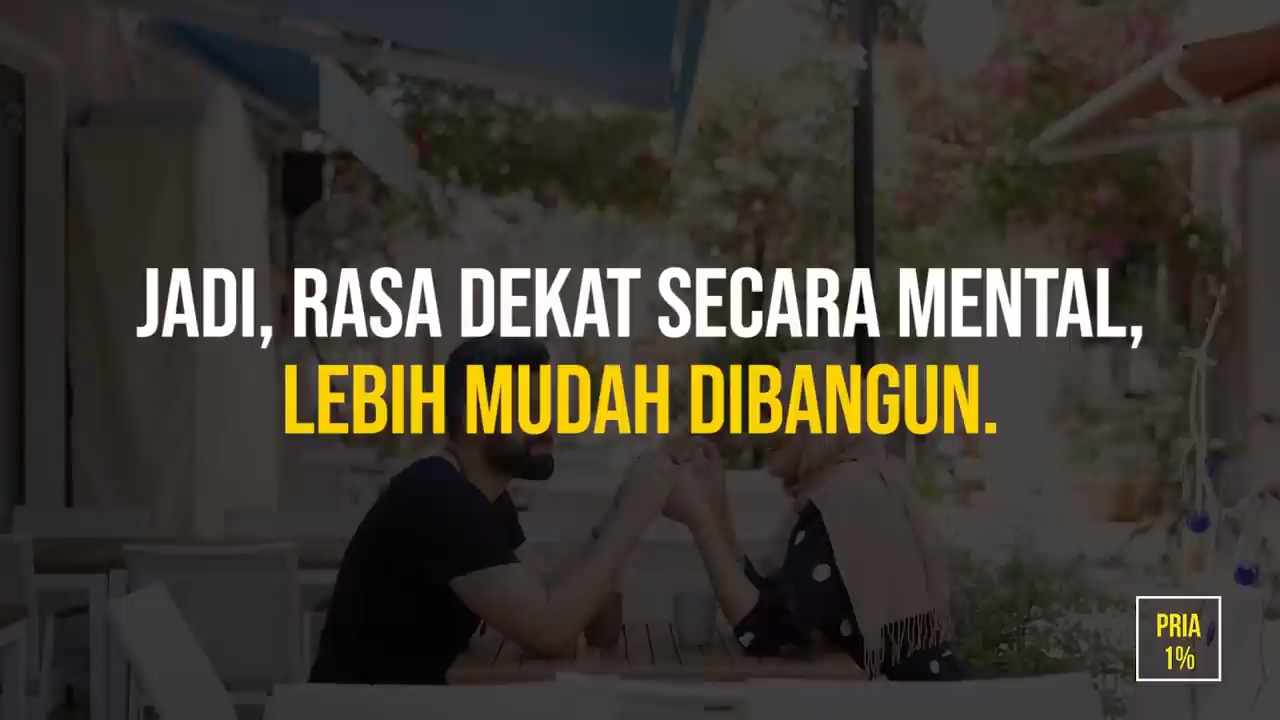 JADI, RASA DEKAT SECARA MENTAL,
LEBIH MUDAH DIBANGUN.
PRIA
1%